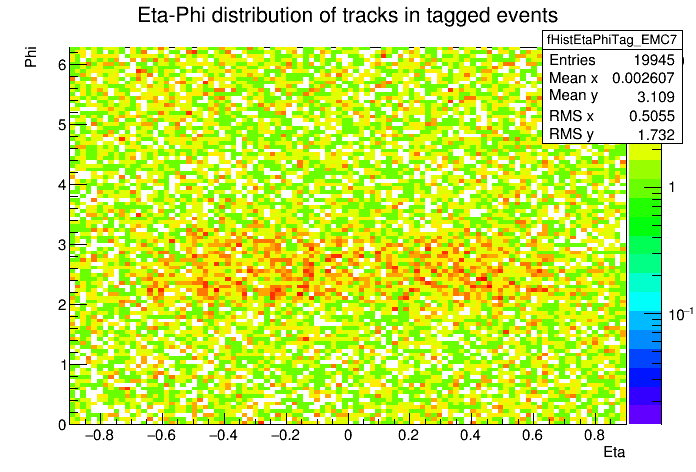 Eta-Phi distribution of tracks in tagged events
fHistEtaPhiTag_EMC7
Entries 19945
Mean x 0.002607
Mean y 3.109
RMS x 0.5055
RMS y 1.732
Phi
6
5
4
3
2
1
0
−0.8 −0.6 −0.4 −0.2 0 0.2 0.4 0.6 0.8
Eta
1
10⁻¹